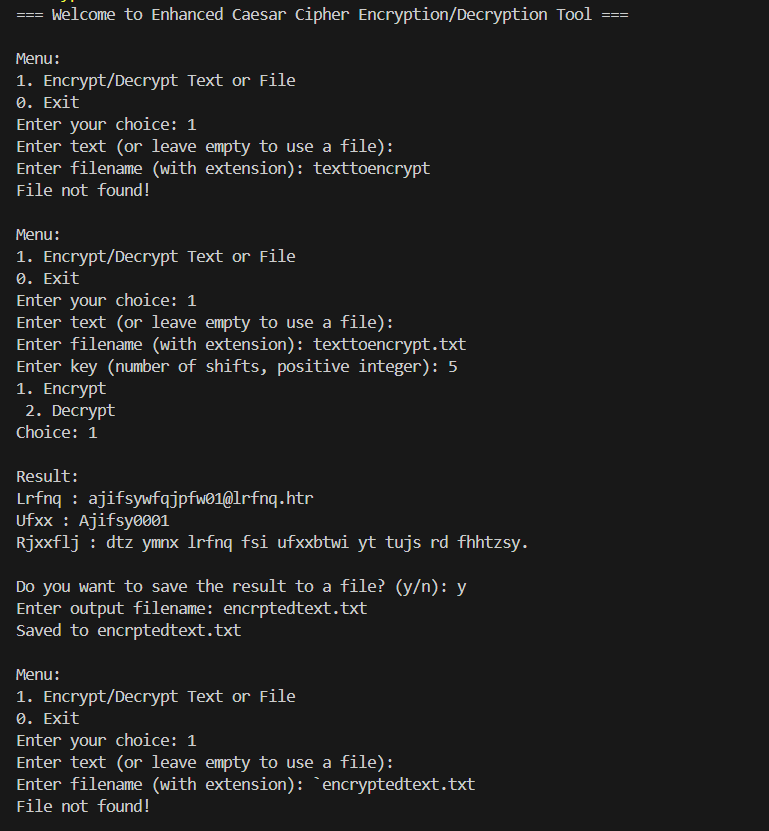 === Welcome to Enhanced Caesar Cipher Encryption/Decryption Tool ===
Menu:
1. Encrypt/Decrypt Text or File
0. Exit
Enter your choice: 1
Enter text (or leave empty to use a file):
Enter filename (with extension): texttoencrypt
File not found!
Menu:
1. Encrypt/Decrypt Text or File
0. Exit
Enter your choice: 1
Enter text (or leave empty to use a file):
Enter filename (with extension): texttoencrypt.txt
Enter key (number of shifts, positive integer): 5
1. Encrypt
2. Decrypt
Choice: 1
Result:
Lrfnq : ajifsywfqjpfw01@lrfnq.htr
Ufxx : Ajifsy0001
Rjxxflj : dtz ymnx lrfnq fsi ufxxbtwi yt tujs rd fhhtzsy.
Do you want to save the result to a file? (y/n): y
Enter output filename: encrptedtext.txt
Saved to encrptedtext.txt
Menu:
1. Encrypt/Decrypt Text or File
0. Exit
Enter your choice: 1
Enter text (or leave empty to use a file):
Enter filename (with extension): `encryptedtext.txt
File not found!